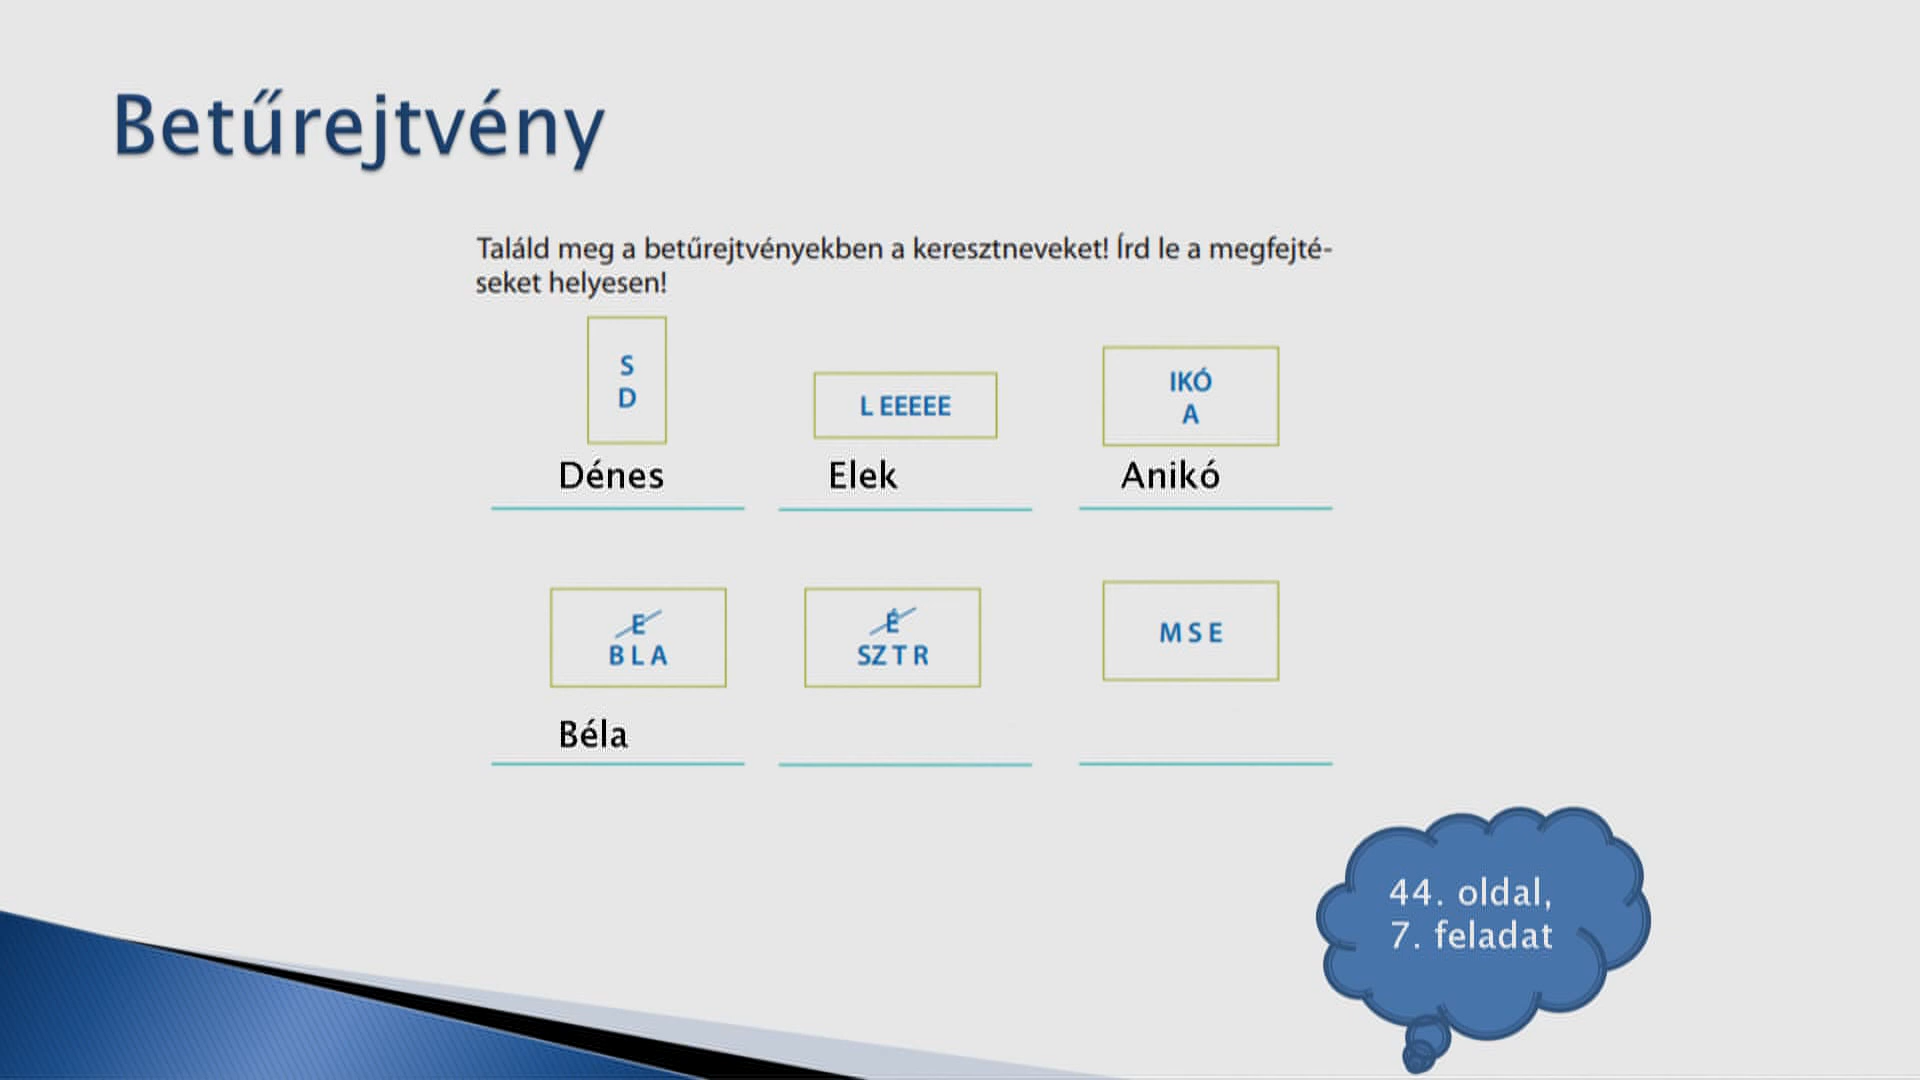 Betűrejtvény
Találd meg a betűrejtvényekben a keresztneveket! Írd le a megfejté-
seket helyesen!
S
D
L EEEEE
IKÓ
A
Dénes
Elek
Anikó
E
B L A
É
SZ T R
M S E
Béla
44. oldal,
7. feladat